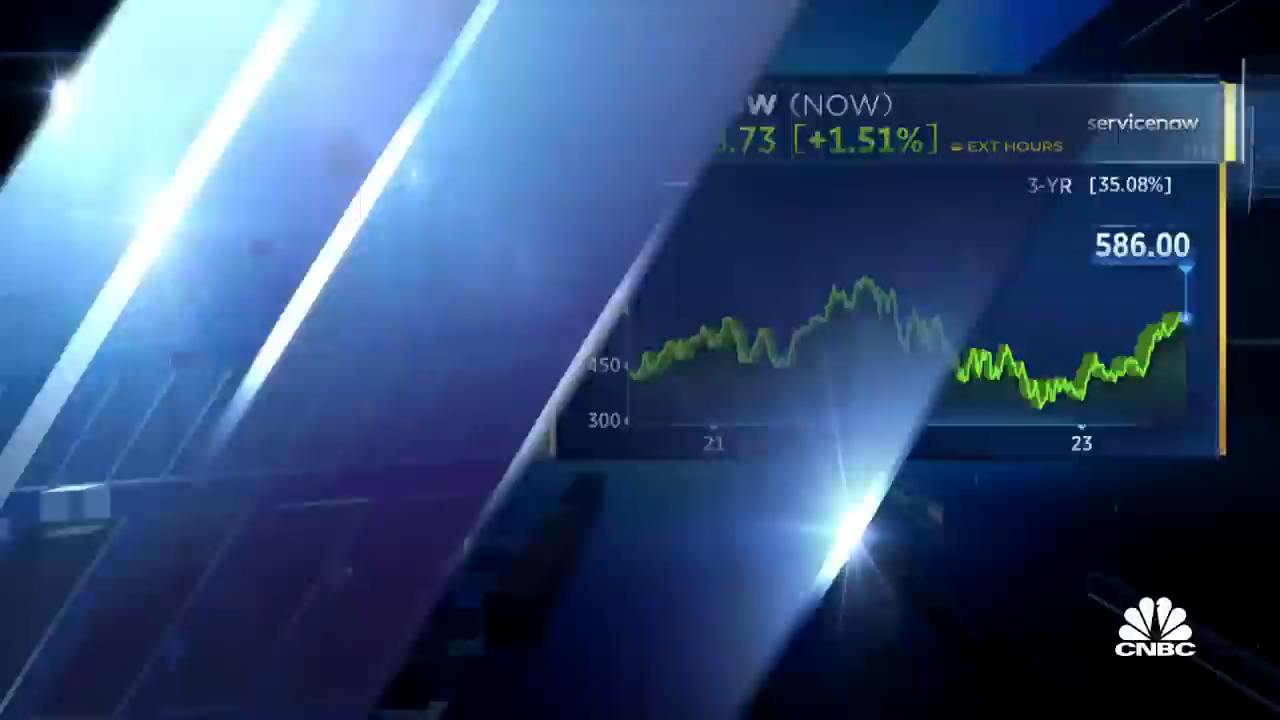 W (NOW)
.73 [+1.51%] EXT HOURS
servicenow
3-YR [35.08%]
586.00
450
300
21
23
CNBC